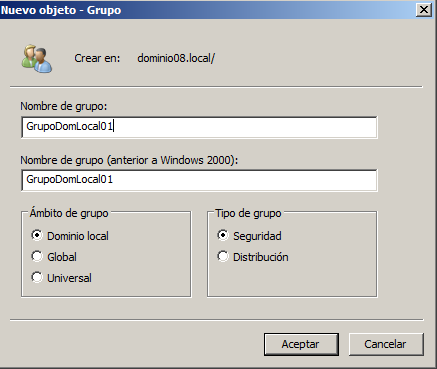 Nuevo objeto - Grupo
Crear en: dominio08.local/
Nombre de grupo:
GrupoDomLocal01
Nombre de grupo (anterior a Windows 2000):
GrupoDomLocal01
Ámbito de grupo
Dominio local
Global
Universal
Tipo de grupo
Seguridad
Distribución
Aceptar
Cancelar